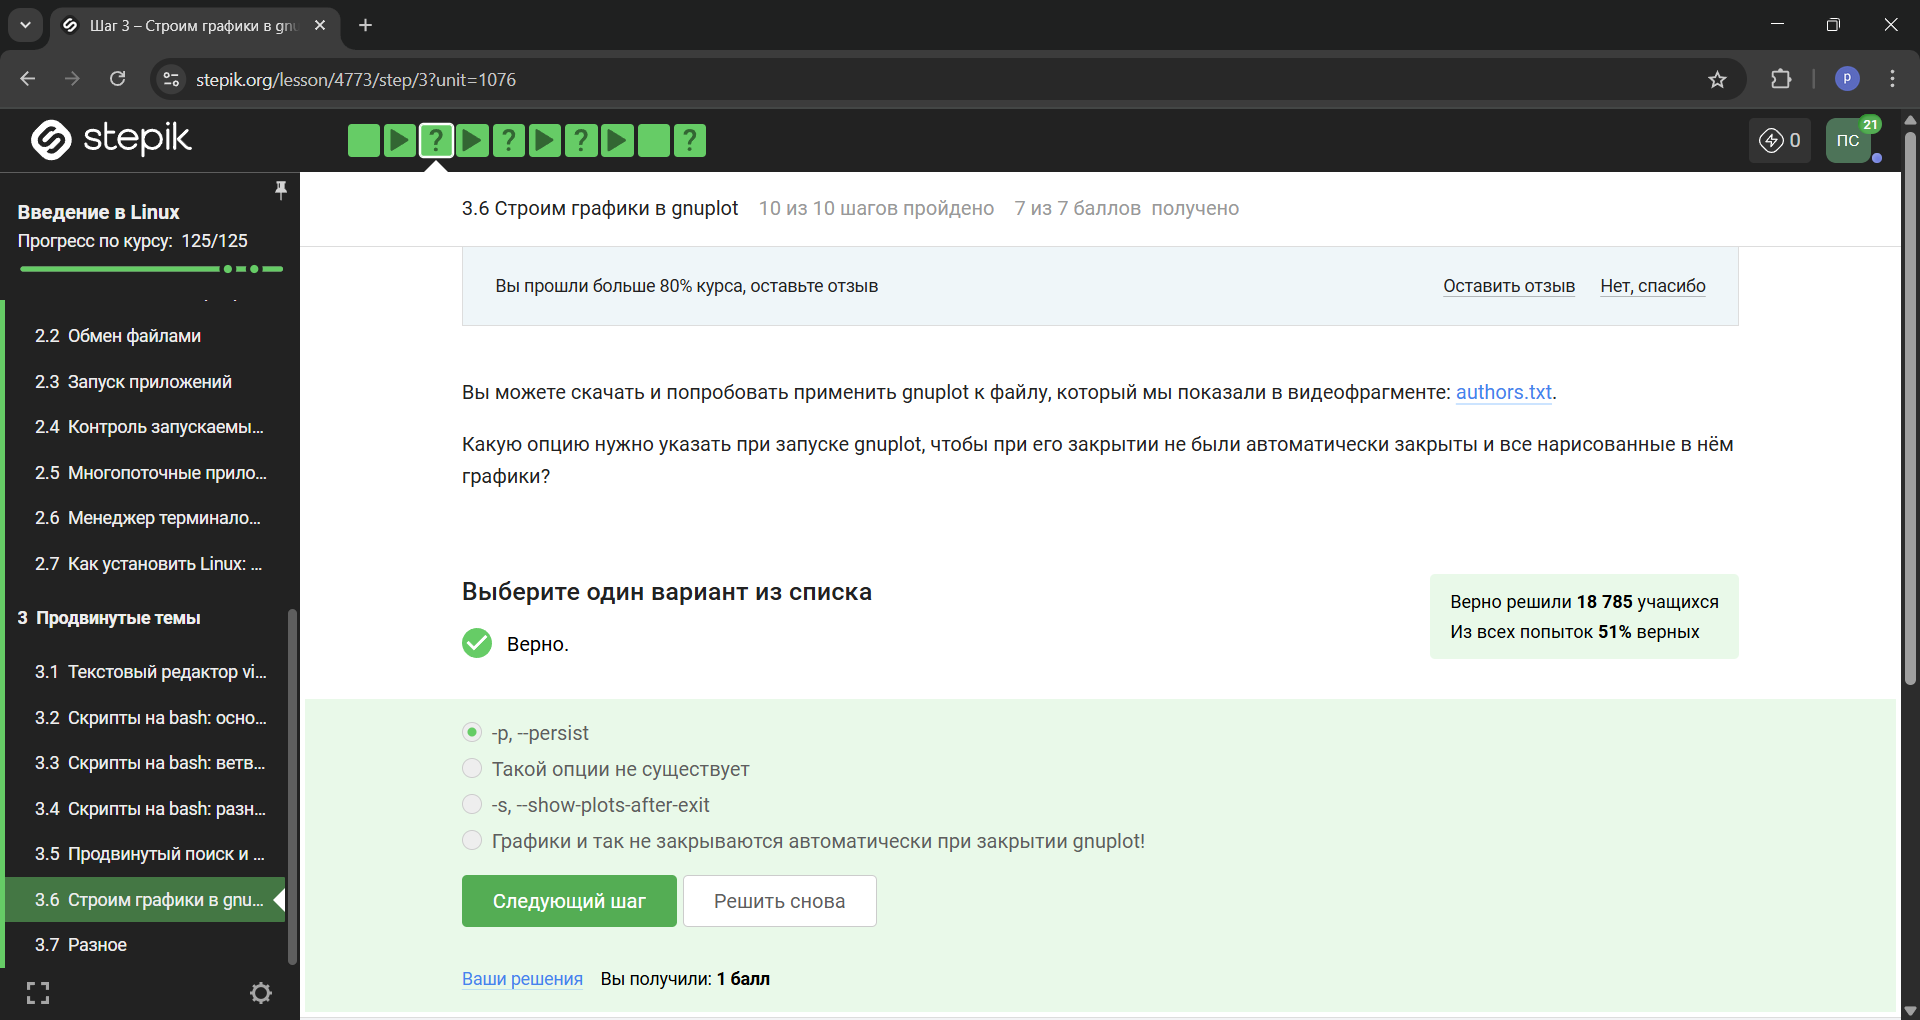 Шаг 3 – Строим графики в gnu
stepik.org/lesson/4773/step/3?unit=1076
p
stepik
?
?
?
?
0
ПС
21
Введение в Linux
Прогресс по курсу: 125/125
2.2 Обмен файлами
2.3 Запуск приложений
2.4 Контроль запускаемы...
2.5 Многопоточные прило...
2.6 Менеджер терминало...
2.7 Как установить Linux: ...
3 Продвинутые темы
3.1 Текстовый редактор vi...
3.2 Скрипты на bash: осно...
3.3 Скрипты на bash: ветв...
3.4 Скрипты на bash: разн...
3.5 Продвинутый поиск и ...
3.6 Строим графики в gnu...
3.7 Разное
3.6 Строим графики в gnuplot 10 из 10 шагов пройдено 7 из 7 баллов получено
Вы прошли больше 80% курса, оставьте отзыв Оставить отзыв Нет, спасибо
Вы можете скачать и попробовать применить gnuplot к файлу, который мы показали в видеофрагменте: authors.txt.
Какую опцию нужно указать при запуске gnuplot, чтобы при его закрытии не были автоматически закрыты и все нарисованные в нём
графики?
Выберите один вариант из списка
Верно.
Верно решили 18 785 учащихся
Из всех попыток 51% верных
-p, --persist
Такой опции не существует
-s, --show-plots-after-exit
Графики и так не закрываются автоматически при закрытии gnuplot!
Следующий шаг Решить снова
Ваши решения Вы получили: 1 балл